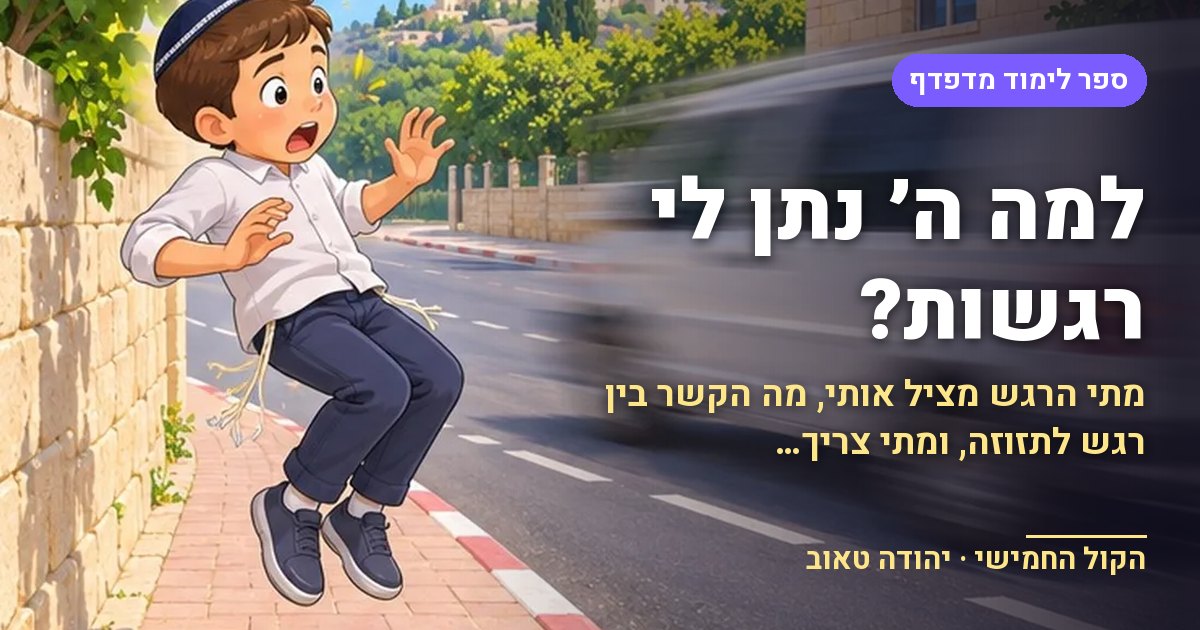 ספר לימוד מדפדף
למה ה׳ נתן לי
רגשות?
מתי הרגש מציל אותי, מה הקשר בין
רגש לתזוזה, ומתי צריך...
הקול החמישי · יהודה טאוב